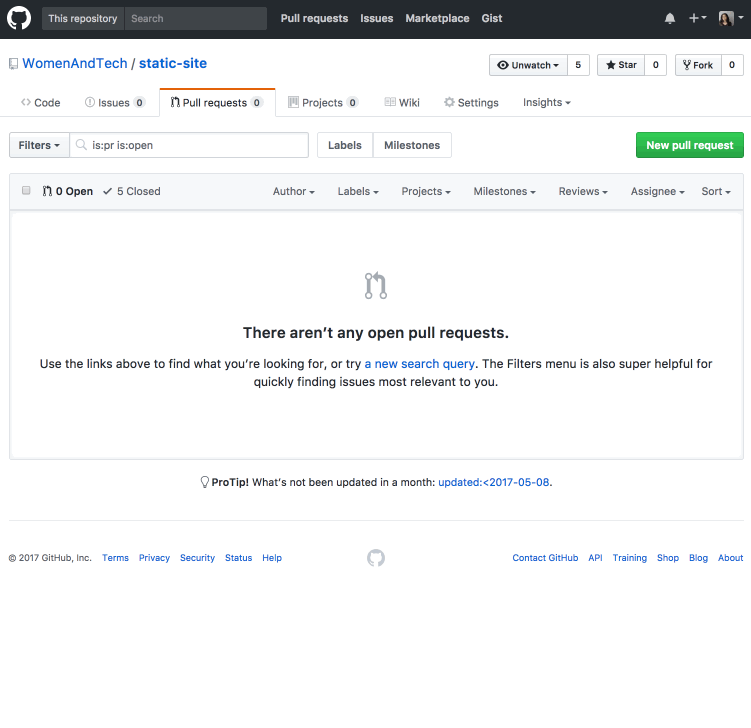 This repository Search Pull requests Issues Marketplace Gist
WomenAndTech / static-site Unwatch 5 Star 0 Fork 0
Code Issues 0 Pull requests 0 Projects 0 Wiki Settings Insights
Filters is:pr is:open Labels Milestones New pull request
0 Open 5 Closed Author Labels Projects Milestones Reviews Assignee Sort
There aren’t any open pull requests.
Use the links above to find what you’re looking for, or try a new search query. The Filters menu is also super helpful for
quickly finding issues most relevant to you.
ProTip! What’s not been updated in a month: updated:<2017-05-08.
© 2017 GitHub, Inc. Terms Privacy Security Status Help Contact GitHub API Training Shop Blog About